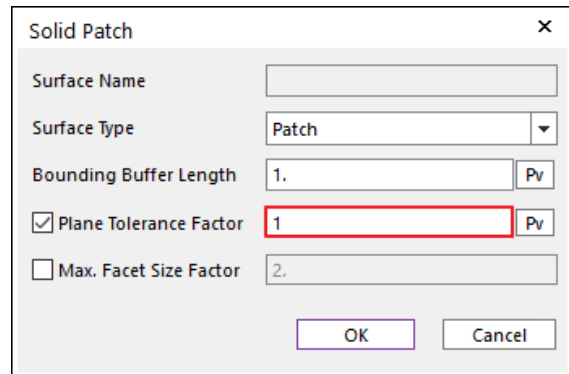 Solid Patch
Surface Name
Surface Type Patch
Bounding Buffer Length 1. Pv
Plane Tolerance Factor 1 Pv
Max. Facet Size Factor 2.
OK Cancel